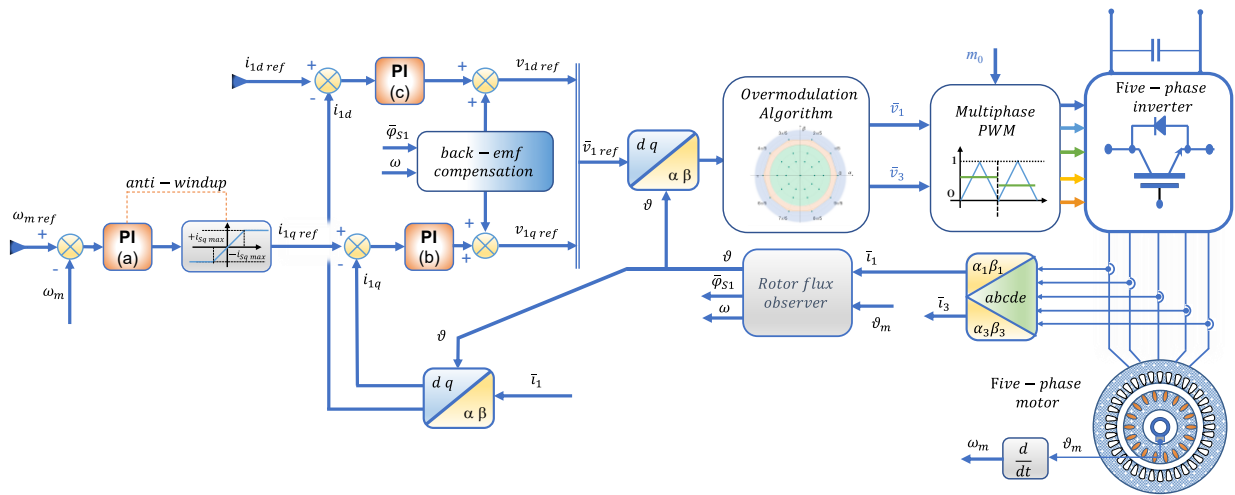 i1d ref
+
-
i1d
PI
(c)
+
+
v1d ref
φ̄S1
ω
back−emf
compensation
+
+
v1q ref
v̄1 ref
d q
α β
ϑ
Overmodulation
Algorithm
v̄1
v̄3
m0
Multiphase
PWM
1
0
Five−phase
inverter
anti−windup
ωm ref
+
-
ωm
PI
(a)
+iSq max
−iSq max
i1q ref
+
-
i1q
PI
(b)
ϑ
φ̄S1
ω
Rotor flux
observer
ī1
ϑm
ī3
α1β1
abcde
α3β3
ϑ
d q
α β
ī1
Five−phase
motor
ωm
d
dt
ϑm